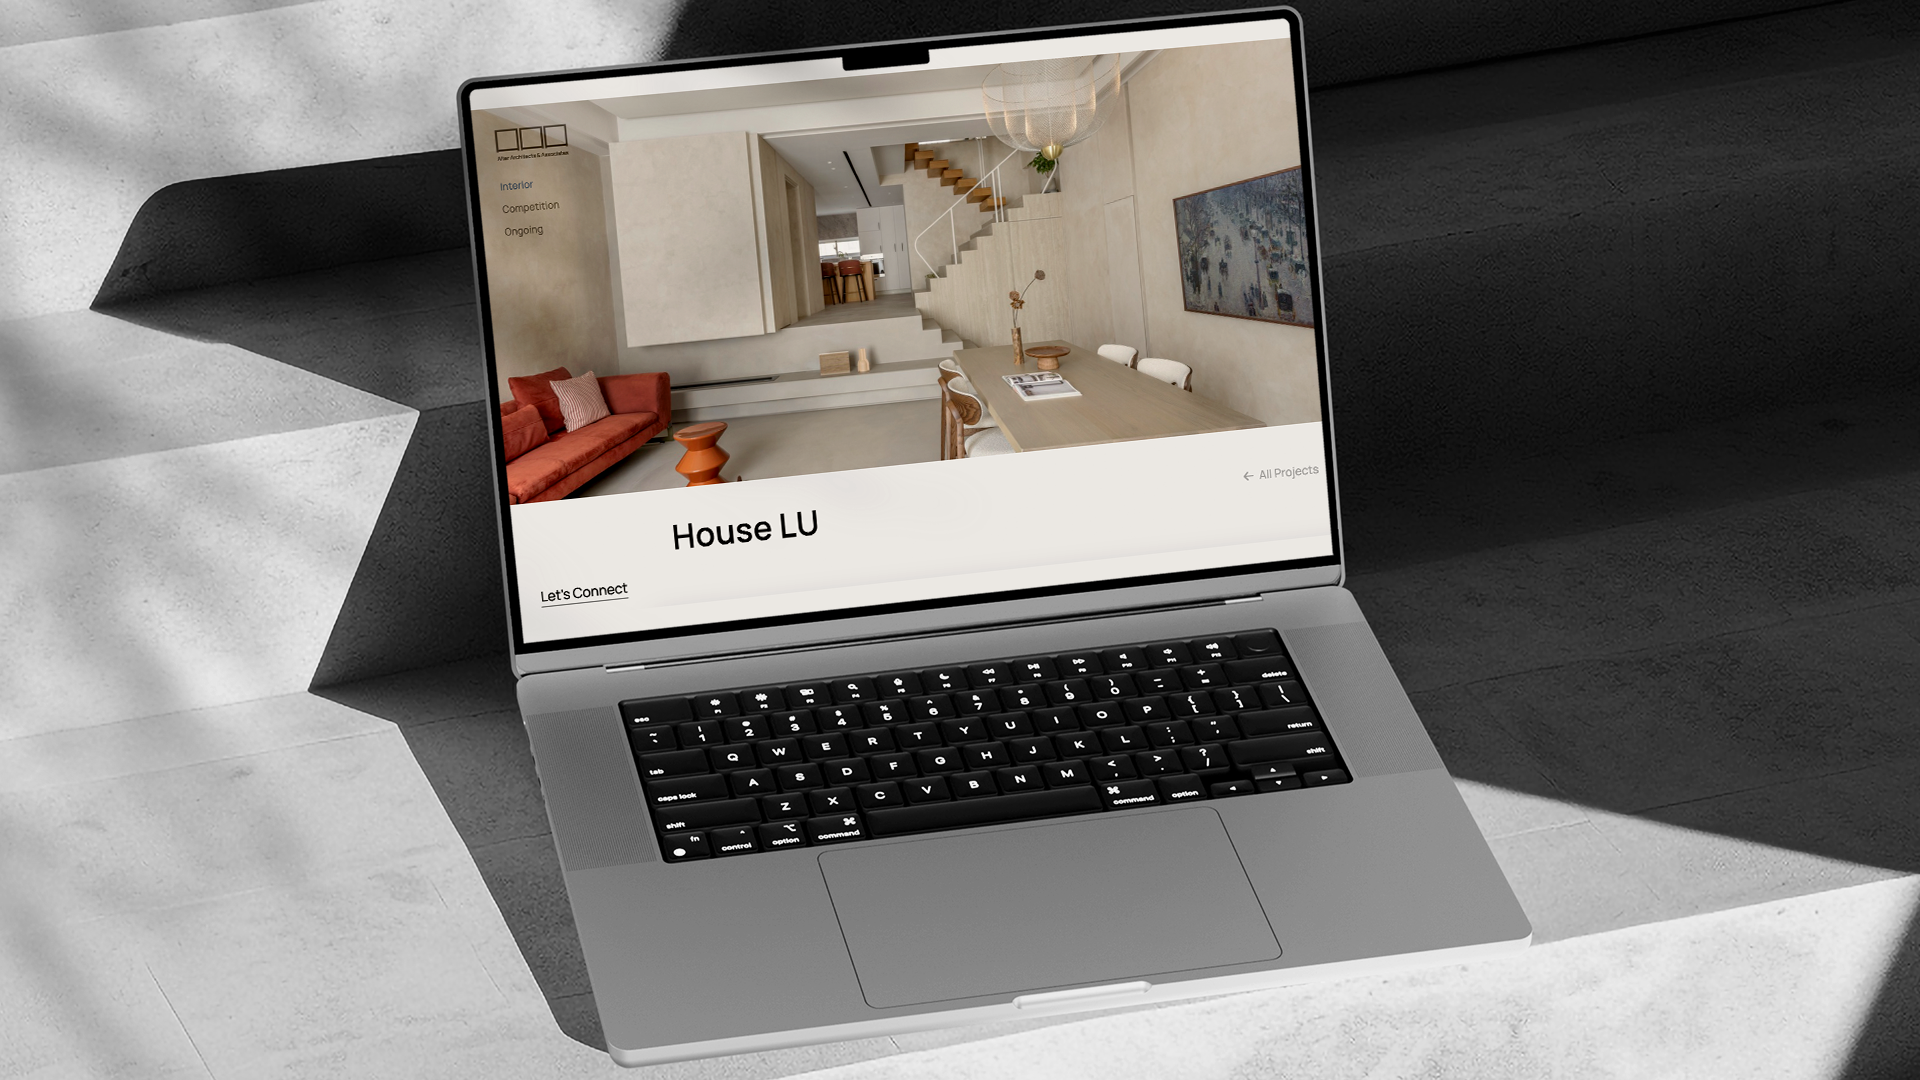 After Architects & Associates
Interior
Competition
Ongoing
← All Projects
House LU
Let's Connect
esc F1 F2 F3 F4 F5 F6 F7 F8 F9 F10 F11 F12
~ ` ! 1 @ 2 # 3 $ 4 % 5 ^ 6 & 7 * 8 ( 9 ) 0 _ - + = delete
tab Q W E R T Y U I O P { [ } ] | \
caps lock A S D F G H J K L : ; " ' return
shift Z X C V B N M < , > . ? / shift
fn control option command command option